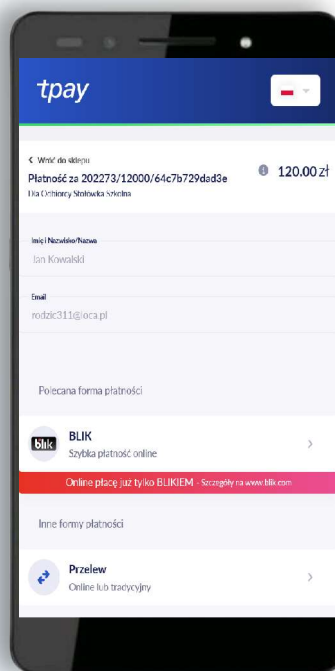 tpay
Wróć do sklepu
Płatność za 202273/12000/64c7b729dad3e
120.00 zł
Dla Odbiorcy Stołówka Szkolna
Imię i Nazwisko/Nazwa
Jan Kowalski
Email
rodzic311@loca.pl
Polecana forma płatności
blik
BLIK
Szybka płatność online
Online płacę już tylko BLIKIEM - Szczegóły na www.blik.com
Inne formy płatności
Przelew
Online lub tradycyjny